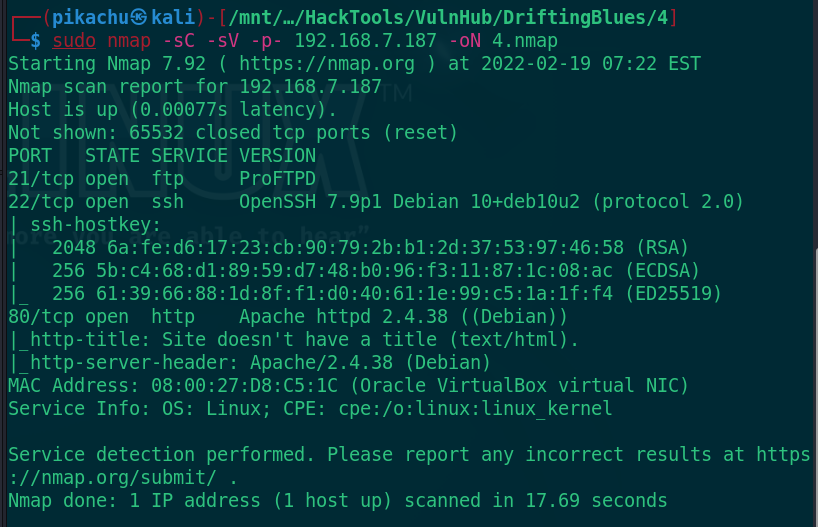 ┌──(pikachu㉿kali)-[/mnt/…/HackTools/VulnHub/DriftingBlues/4]
└─$ sudo nmap -sC -sV -p- 192.168.7.187 -oN 4.nmap
Starting Nmap 7.92 ( https://nmap.org ) at 2022-02-19 07:22 EST
Nmap scan report for 192.168.7.187
Host is up (0.00077s latency).
Not shown: 65532 closed tcp ports (reset)
PORT   STATE SERVICE VERSION
21/tcp open  ftp     ProFTPD
22/tcp open  ssh     OpenSSH 7.9p1 Debian 10+deb10u2 (protocol 2.0)
| ssh-hostkey:
|   2048 6a:fe:d6:17:23:cb:90:79:2b:b1:2d:37:53:97:46:58 (RSA)
|   256 5b:c4:68:d1:89:59:d7:48:b0:96:f3:11:87:1c:08:ac (ECDSA)
|_  256 61:39:66:88:1d:8f:f1:d0:40:61:1e:99:c5:1a:1f:f4 (ED25519)
80/tcp open  http    Apache httpd 2.4.38 ((Debian))
|_http-title: Site doesn't have a title (text/html).
|_http-server-header: Apache/2.4.38 (Debian)
MAC Address: 08:00:27:D8:C5:1C (Oracle VirtualBox virtual NIC)
Service Info: OS: Linux; CPE: cpe:/o:linux:linux_kernel

Service detection performed. Please report any incorrect results at https
://nmap.org/submit/ .
Nmap done: 1 IP address (1 host up) scanned in 17.69 seconds